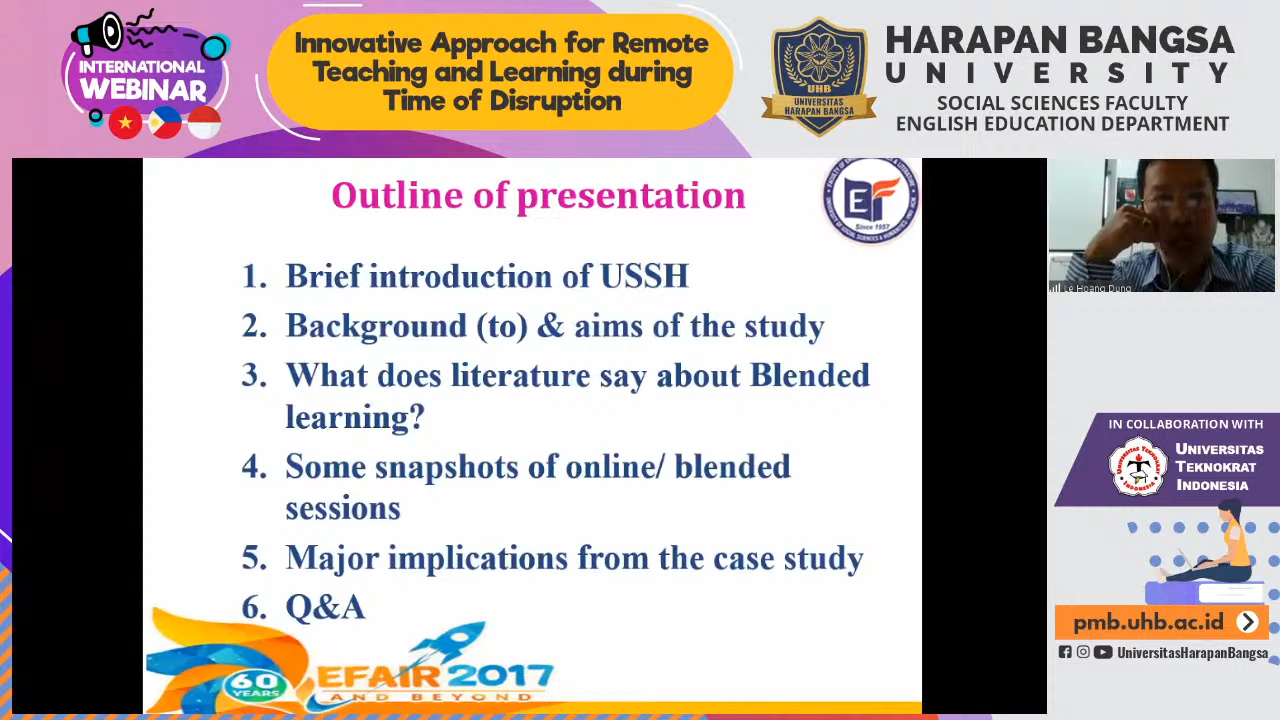 INTERNATIONAL
WEBINAR
Innovative Approach for Remote
Teaching and Learning during
Time of Disruption
UHB
UNIVERSITAS
HARAPAN BANGSA
HARAPAN BANGSA
UNIVERSITY
SOCIAL SCIENCES FACULTY
ENGLISH EDUCATION DEPARTMENT
Outline of presentation
EF
Since 1957
1. Brief introduction of USSH
2. Background (to) & aims of the study
3. What does literature say about Blended
learning?
4. Some snapshots of online/ blended
sessions
5. Major implications from the case study
6. Q&A
60
YEARS
EFAIR 2017
AND BEYOND
Le Hoang Dung
IN COLLABORATION WITH
UNIVERSITAS
TEKNOKRAT
INDONESIA
pmb.uhb.ac.id
UniversitasHarapanBangsa